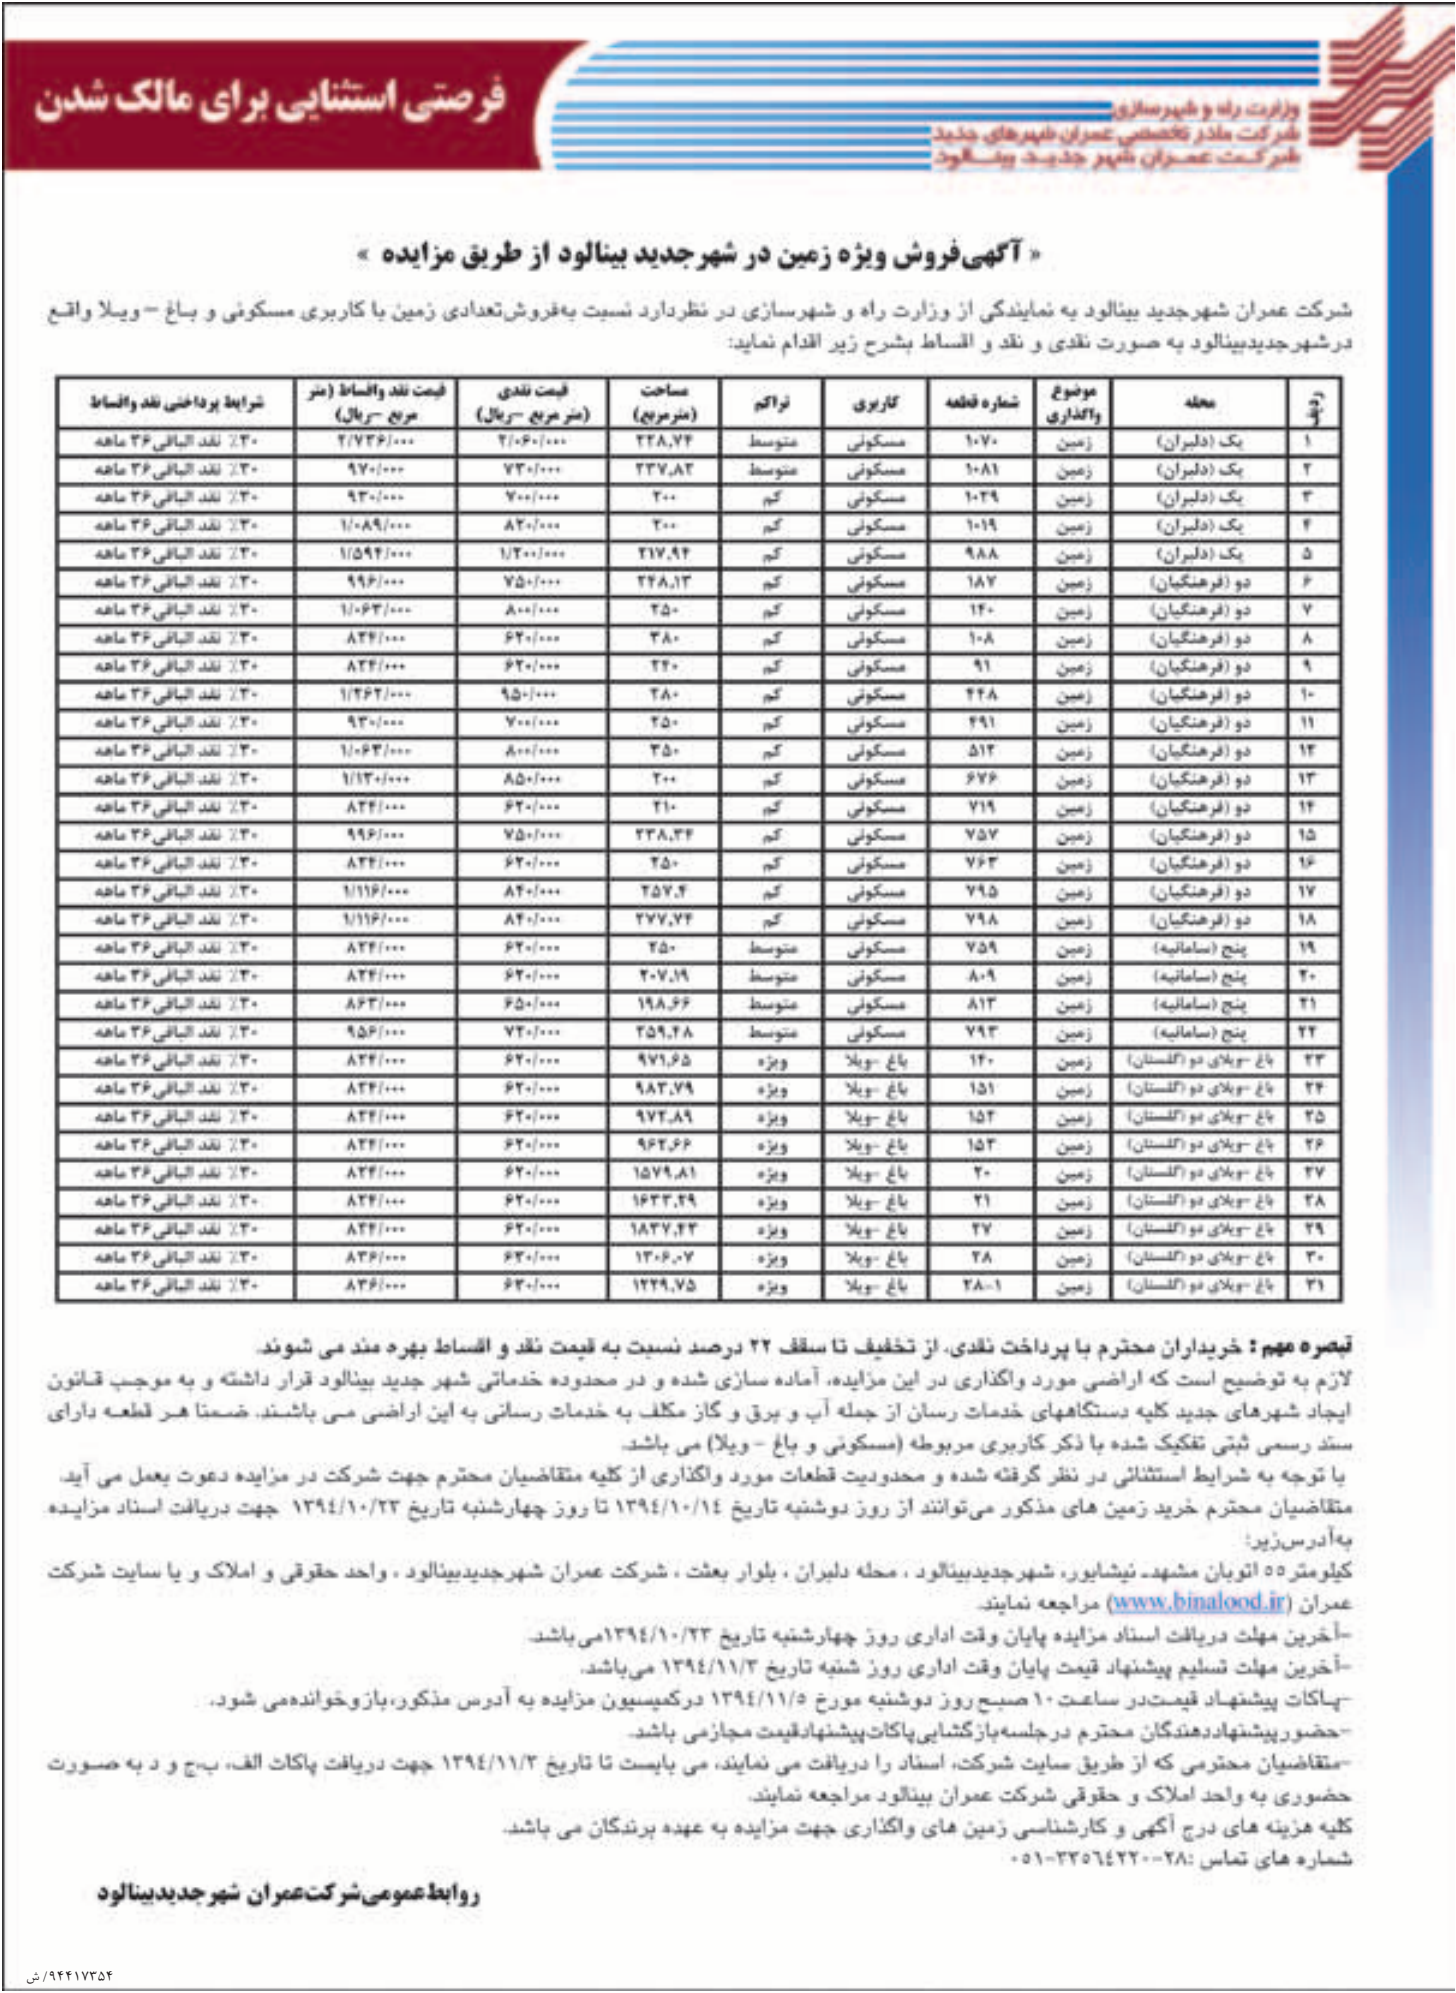 فرصتی استثنایی برای مالک شدن
وزارت راه و شهرسازی
شرکت مادر تخصصی عمران شهرهای جدید
شرکت عمران شهر جدید بینالود
« آگهی فروش ویژه زمین در شهر جدید بینالود از طریق مزایده »
شرکت عمران شهرجدید بینالود به نمایندگی از وزارت راه و شهرسازی در نظردارد نسبت به فروش تعدادی زمین با کاربری مسکونی و باغ – ویلا واقع
در شهر جدید بینالود به صورت نقدی و نقد و اقساط بشرح زیر اقدام نماید:
ردیف محله موضوع واگذاری شماره قطعه کاربری تراکم مساحت (مترمربع) قیمت نقدی (متر مربع –ریال) قیمت نقد واقساط (متر مربع –ریال) شرایط پرداختی نقد واقساط
۱ یک (دلبران) زمین ۱۰۷۰ مسکونی متوسط ۲۲۸,۷۴ ۲/۰۶۰/۰۰۰ ۲/۷۳۶/۰۰۰ ۳۰٪ نقد الباقی ۳۶ ماهه
۲ یک (دلبران) زمین ۱۰۸۱ مسکونی متوسط ۲۳۷,۸۲ ۷۳۰/۰۰۰ ۹۷۰/۰۰۰ ۳۰٪ نقد الباقی ۳۶ ماهه
۳ یک (دلبران) زمین ۱۰۲۹ مسکونی کم ۲۰۰ ۷۰۰/۰۰۰ ۹۳۰/۰۰۰ ۳۰٪ نقد الباقی ۳۶ ماهه
۴ یک (دلبران) زمین ۱۰۱۹ مسکونی کم ۲۰۰ ۸۲۰/۰۰۰ ۱/۰۸۹/۰۰۰ ۳۰٪ نقد الباقی ۳۶ ماهه
۵ یک (دلبران) زمین ۹۸۸ مسکونی کم ۲۱۷,۹۴ ۱/۲۰۰/۰۰۰ ۱/۵۹۴/۰۰۰ ۳۰٪ نقد الباقی ۳۶ ماهه
۶ دو (فرهنگیان) زمین ۱۸۷ مسکونی کم ۲۴۸,۱۳ ۷۵۰/۰۰۰ ۹۹۶/۰۰۰ ۳۰٪ نقد الباقی ۳۶ ماهه
۷ دو (فرهنگیان) زمین ۱۴۰ مسکونی کم ۲۵۰ ۸۰۰/۰۰۰ ۱/۰۶۳/۰۰۰ ۳۰٪ نقد الباقی ۳۶ ماهه
۸ دو (فرهنگیان) زمین ۱۰۸ مسکونی کم ۲۸۰ ۶۲۰/۰۰۰ ۸۲۴/۰۰۰ ۳۰٪ نقد الباقی ۳۶ ماهه
۹ دو (فرهنگیان) زمین ۹۱ مسکونی کم ۲۴۰ ۶۲۰/۰۰۰ ۸۲۴/۰۰۰ ۳۰٪ نقد الباقی ۳۶ ماهه
۱۰ دو (فرهنگیان) زمین ۴۴۸ مسکونی کم ۲۸۰ ۹۵۰/۰۰۰ ۱/۲۶۲/۰۰۰ ۳۰٪ نقد الباقی ۳۶ ماهه
۱۱ دو (فرهنگیان) زمین ۴۹۱ مسکونی کم ۲۵۰ ۷۰۰/۰۰۰ ۹۳۰/۰۰۰ ۳۰٪ نقد الباقی ۳۶ ماهه
۱۲ دو (فرهنگیان) زمین ۵۱۲ مسکونی کم ۲۵۰ ۸۰۰/۰۰۰ ۱/۰۶۳/۰۰۰ ۳۰٪ نقد الباقی ۳۶ ماهه
۱۳ دو (فرهنگیان) زمین ۶۷۶ مسکونی کم ۲۰۰ ۸۵۰/۰۰۰ ۱/۱۳۰/۰۰۰ ۳۰٪ نقد الباقی ۳۶ ماهه
۱۴ دو (فرهنگیان) زمین ۷۱۹ مسکونی کم ۲۱۰ ۶۲۰/۰۰۰ ۸۲۴/۰۰۰ ۳۰٪ نقد الباقی ۳۶ ماهه
۱۵ دو (فرهنگیان) زمین ۷۵۷ مسکونی کم ۲۳۸,۳۴ ۷۵۰/۰۰۰ ۹۹۶/۰۰۰ ۳۰٪ نقد الباقی ۳۶ ماهه
۱۶ دو (فرهنگیان) زمین ۷۶۳ مسکونی کم ۲۵۰ ۶۲۰/۰۰۰ ۸۲۴/۰۰۰ ۳۰٪ نقد الباقی ۳۶ ماهه
۱۷ دو (فرهنگیان) زمین ۷۹۵ مسکونی کم ۲۵۷,۴ ۸۴۰/۰۰۰ ۱/۱۱۶/۰۰۰ ۳۰٪ نقد الباقی ۳۶ ماهه
۱۸ دو (فرهنگیان) زمین ۷۹۸ مسکونی کم ۲۷۷,۷۴ ۸۴۰/۰۰۰ ۱/۱۱۶/۰۰۰ ۳۰٪ نقد الباقی ۳۶ ماهه
۱۹ پنج (سامانیه) زمین ۷۵۹ مسکونی متوسط ۲۵۰ ۶۲۰/۰۰۰ ۸۲۴/۰۰۰ ۳۰٪ نقد الباقی ۳۶ ماهه
۲۰ پنج (سامانیه) زمین ۸۰۹ مسکونی متوسط ۲۰۷,۱۹ ۶۲۰/۰۰۰ ۸۲۴/۰۰۰ ۳۰٪ نقد الباقی ۳۶ ماهه
۲۱ پنج (سامانیه) زمین ۸۱۳ مسکونی متوسط ۱۹۸,۶۶ ۶۵۰/۰۰۰ ۸۶۳/۰۰۰ ۳۰٪ نقد الباقی ۳۶ ماهه
۲۲ پنج (سامانیه) زمین ۷۹۳ مسکونی متوسط ۲۵۹,۴۸ ۷۲۰/۰۰۰ ۹۵۶/۰۰۰ ۳۰٪ نقد الباقی ۳۶ ماهه
۲۳ باغ –ویلای دو (گلستان) زمین ۱۴۰ باغ –ویلا ویژه ۹۷۱,۶۵ ۶۲۰/۰۰۰ ۸۲۴/۰۰۰ ۳۰٪ نقد الباقی ۳۶ ماهه
۲۴ باغ –ویلای دو (گلستان) زمین ۱۵۱ باغ –ویلا ویژه ۹۸۳,۷۹ ۶۲۰/۰۰۰ ۸۲۴/۰۰۰ ۳۰٪ نقد الباقی ۳۶ ماهه
۲۵ باغ –ویلای دو (گلستان) زمین ۱۵۲ باغ –ویلا ویژه ۹۷۲,۸۹ ۶۲۰/۰۰۰ ۸۲۴/۰۰۰ ۳۰٪ نقد الباقی ۳۶ ماهه
۲۶ باغ –ویلای دو (گلستان) زمین ۱۵۳ باغ –ویلا ویژه ۹۶۲,۶۶ ۶۲۰/۰۰۰ ۸۲۴/۰۰۰ ۳۰٪ نقد الباقی ۳۶ ماهه
۲۷ باغ –ویلای دو (گلستان) زمین ۲۰ باغ –ویلا ویژه ۱۵۷۹,۸۱ ۶۲۰/۰۰۰ ۸۲۴/۰۰۰ ۳۰٪ نقد الباقی ۳۶ ماهه
۲۸ باغ –ویلای دو (گلستان) زمین ۲۱ باغ –ویلا ویژه ۱۶۳۳,۲۹ ۶۲۰/۰۰۰ ۸۲۴/۰۰۰ ۳۰٪ نقد الباقی ۳۶ ماهه
۲۹ باغ –ویلای دو (گلستان) زمین ۲۷ باغ –ویلا ویژه ۱۸۳۷,۴۳ ۶۲۰/۰۰۰ ۸۲۴/۰۰۰ ۳۰٪ نقد الباقی ۳۶ ماهه
۳۰ باغ –ویلای دو (گلستان) زمین ۲۸ باغ –ویلا ویژه ۱۳۰۶,۰۷ ۶۳۰/۰۰۰ ۸۳۶/۰۰۰ ۳۰٪ نقد الباقی ۳۶ ماهه
۳۱ باغ –ویلای دو (گلستان) زمین ۲۸-۱ باغ –ویلا ویژه ۱۲۲۹,۷۵ ۶۳۰/۰۰۰ ۸۳۶/۰۰۰ ۳۰٪ نقد الباقی ۳۶ ماهه
تبصره مهم : خریداران محترم با پرداخت نقدی، از تخفیف تا سقف ۲۲ درصد نسبت به قیمت نقد و اقساط بهره مند می شوند.
لازم به توضیح است که اراضی مورد واگذاری در این مزایده، آماده سازی شده و در محدوده خدماتی شهر جدید بینالود قرار داشته و به موجب قانون
ایجاد شهرهای جدید کلیه دستگاههای خدمات رسان از جمله آب و برق و گاز مکلف به خدمات رسانی به این اراضی می باشند. ضمنا هر قطعه دارای
سند رسمی ثبتی تفکیک شده با ذکر کاربری مربوطه (مسکونی و باغ – ویلا) می باشد.
با توجه به شرایط استثنائی در نظر گرفته شده و محدودیت قطعات مورد واگذاری از کلیه متقاضیان محترم جهت شرکت در مزایده دعوت بعمل می آید.
متقاضیان محترم خرید زمین های مذکور می‌توانند از روز دوشنبه تاریخ ۱۳۹٤/۱۰/۱٤ تا روز چهارشنبه تاریخ ۱۳۹٤/۱۰/۲۳ جهت دریافت اسناد مزایده
به آدرس زیر:
کیلومتر ۵۵ اتوبان مشهد- نیشابور، شهرجدیدبینالود ، محله دلبران ، بلوار بعثت ، شرکت عمران شهرجدیدبینالود ، واحد حقوقی و املاک و یا سایت شرکت
عمران (www.binalood.ir) مراجعه نمایند.
-آخرین مهلت دریافت اسناد مزایده پایان وقت اداری روز چهارشنبه تاریخ ۱۳۹٤/۱۰/۲۳می باشد.
-آخرین مهلت تسلیم پیشنهاد قیمت پایان وقت اداری روز شنبه تاریخ ۱۳۹٤/۱۱/۳ می‌باشد.
-پاکات پیشنهاد قیمت در ساعت ۱۰ صبح روز دوشنبه مورخ ۱۳۹٤/۱۱/۵ درکمیسیون مزایده به آدرس مذکور، باز و خوانده می شود.
-حضور پیشنهاددهندگان محترم در جلسه بازگشایی پاکات پیشنهاد قیمت مجاز می باشد.
-متقاضیان محترمی که از طریق سایت شرکت، اسناد را دریافت می نمایند، می بایست تا تاریخ ۱۳۹٤/۱۱/۳ جهت دریافت پاکات الف، ب،ج و د به صورت
حضوری به واحد املاک و حقوقی شرکت عمران بینالود مراجعه نمایند.
کلیه هزینه های درج آگهی و کارشناسی زمین های واگذاری جهت مزایده به عهده برندگان می باشد.
شماره های تماس :۲۸-۰۵۱-۳۳۵٦٤۲۲۰
روابط عمومی شرکت عمران شهر جدید بینالود
۹۴۴۱۷۳۵۴/ ش